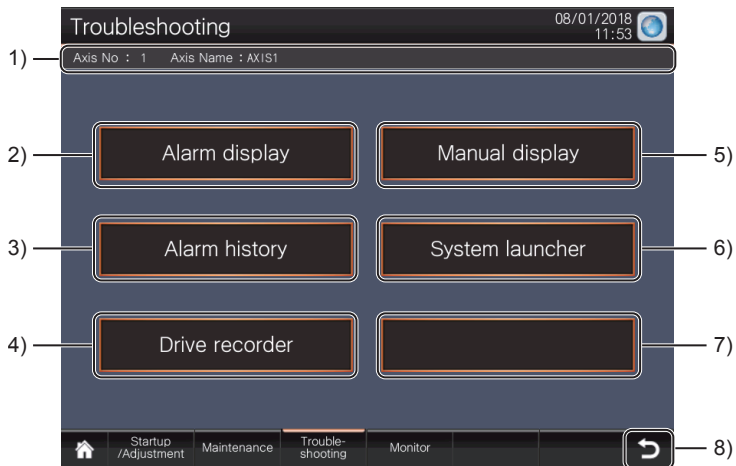 Troubleshooting
08/01/2018
11:53
1)
Axis No : 1 Axis Name : AXIS1
2)
Alarm display
Manual display
5)
3)
Alarm history
System launcher
6)
4)
Drive recorder
7)
Startup
/Adjustment
Maintenance
Trouble-
shooting
Monitor
8)